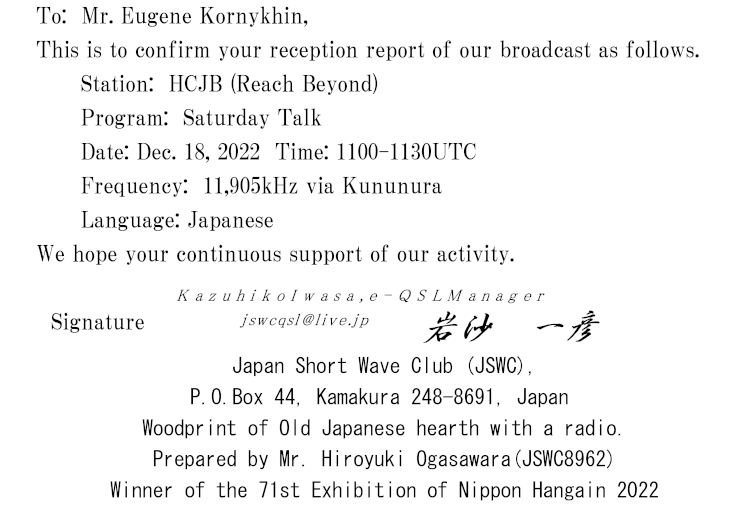 To: Mr. Eugene Kornykhin,
This is to confirm your reception report of our broadcast as follows.
Station: HCJB (Reach Beyond)
Program: Saturday Talk
Date: Dec. 18, 2022 Time: 1100-1130UTC
Frequency: 11,905kHz via Kununura
Language: Japanese
We hope your continuous support of our activity.
KazuhikoIwasa,e-QSLManager
Signature jswcqsl@live.jp 岩沙 一彦
Japan Short Wave Club (JSWC),
P.O.Box 44, Kamakura 248-8691, Japan
Woodprint of Old Japanese hearth with a radio.
Prepared by Mr. Hiroyuki Ogasawara(JSWC8962)
Winner of the 71st Exhibition of Nippon Hangain 2022